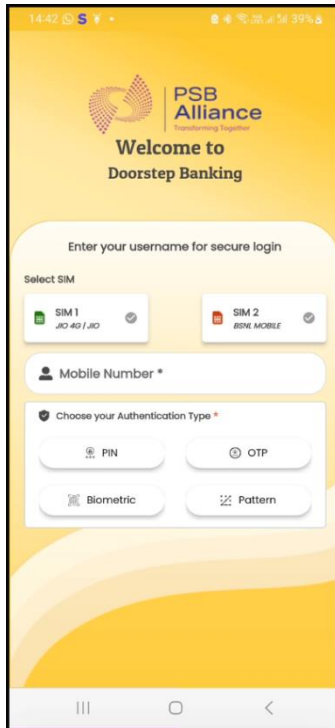 14:42
39%
PSB
Alliance
Transforming Together
Welcome to
Doorstep Banking
Enter your username for secure login
Select SIM
SIM 1
JIO 4G | JIO
SIM 2
BSNL MOBILE
Mobile Number *
Choose your Authentication Type *
PIN
OTP
Biometric
Pattern